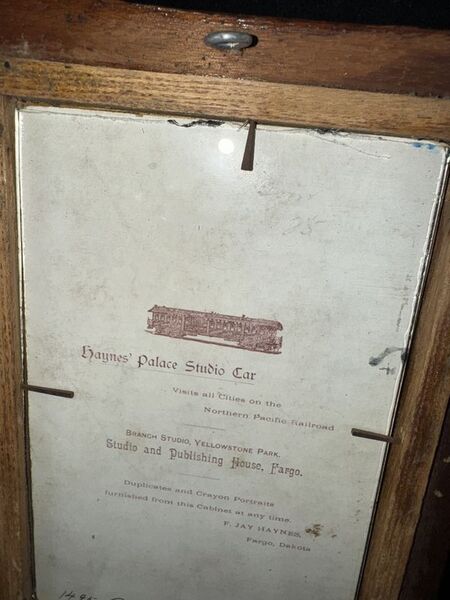 Haynes' Palace Studio Car
Visits all Cities on the
Northern Pacific Railroad
BRANCH STUDIO, YELLOWSTONE PARK.
Studio and Publishing House, Fargo.
Duplicates and Crayon Portraits
furnished from this Cabinet at any time.
F. JAY HAYNES,
Fargo, Dakota